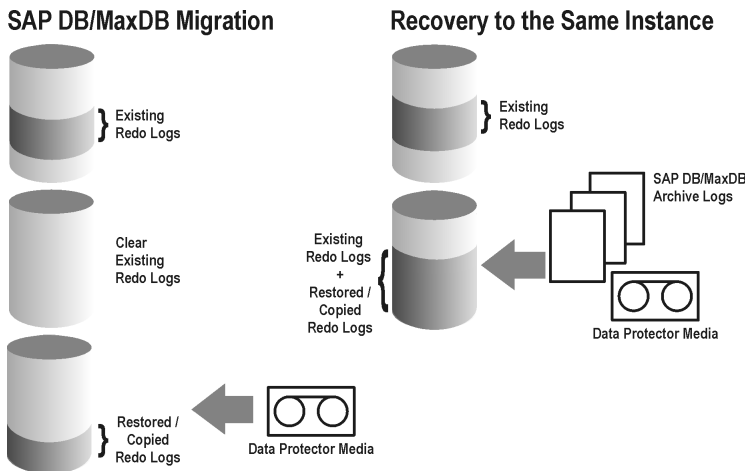 SAP DB/MaxDB Migration
Existing
Redo Logs
Clear
Existing
Redo Logs
Restored /
Copied
Redo Logs
Data Protector Media
Recovery to the Same Instance
Existing
Redo Logs
SAP DB/MaxDB
Archive Logs
Existing
Redo Logs
+
Restored /
Copied
Redo Logs
Data Protector Media